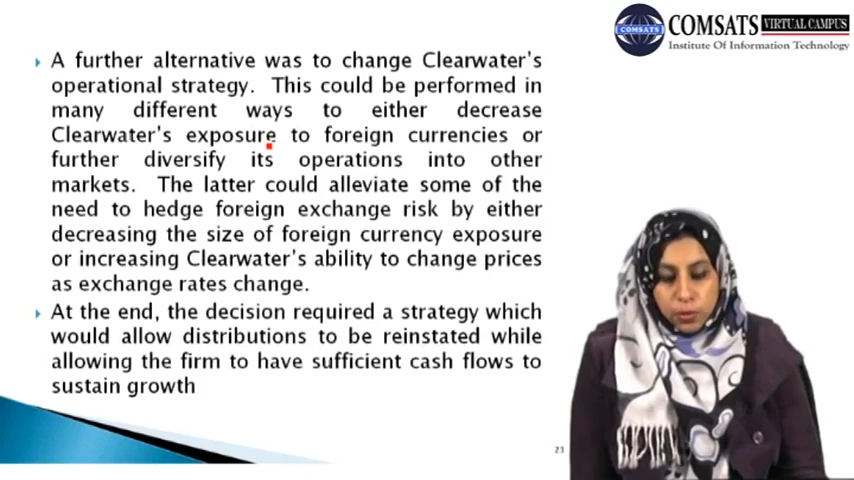 COMSATS VIRTUAL CAMPUS
COMSATS
Institute Of Information Technology
A further alternative was to change Clearwater's
operational strategy. This could be performed in
many different ways to either decrease
Clearwater's exposure to foreign currencies or
further diversify its operations into other
markets. The latter could alleviate some of the
need to hedge foreign exchange risk by either
decreasing the size of foreign currency exposure
or increasing Clearwater's ability to change prices
as exchange rates change.
At the end, the decision required a strategy which
would allow distributions to be reinstated while
allowing the firm to have sufficient cash flows to
sustain growth
23